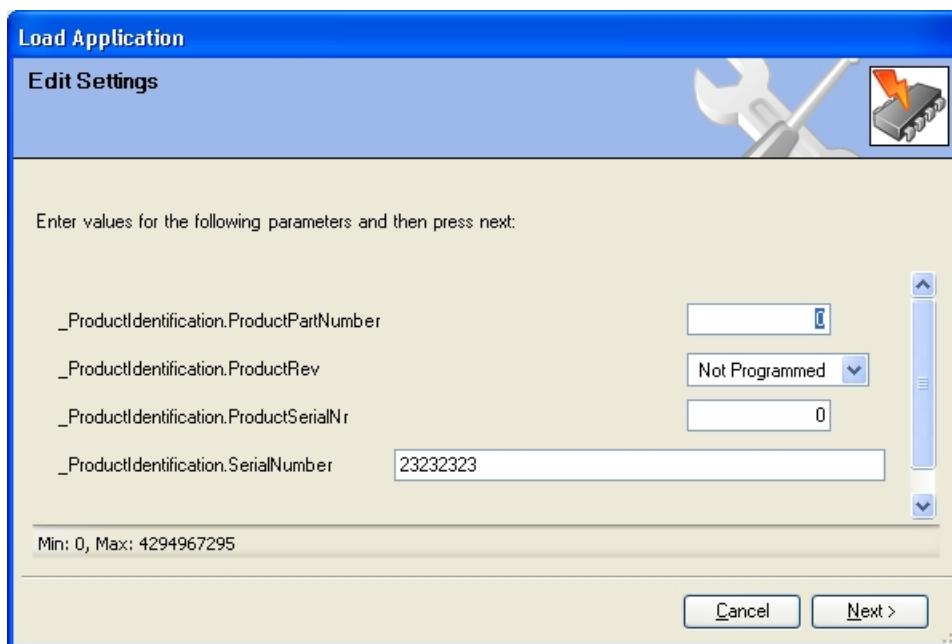 Load Application
Edit Settings
Enter values for the following parameters and then press next:
_ProductIdentification.ProductPartNumber 0
_ProductIdentification.ProductRev Not Programmed
_ProductIdentification.ProductSerialNr 0
_ProductIdentification.SerialNumber 23232323
Min: 0, Max: 4294967295
Cancel Next >